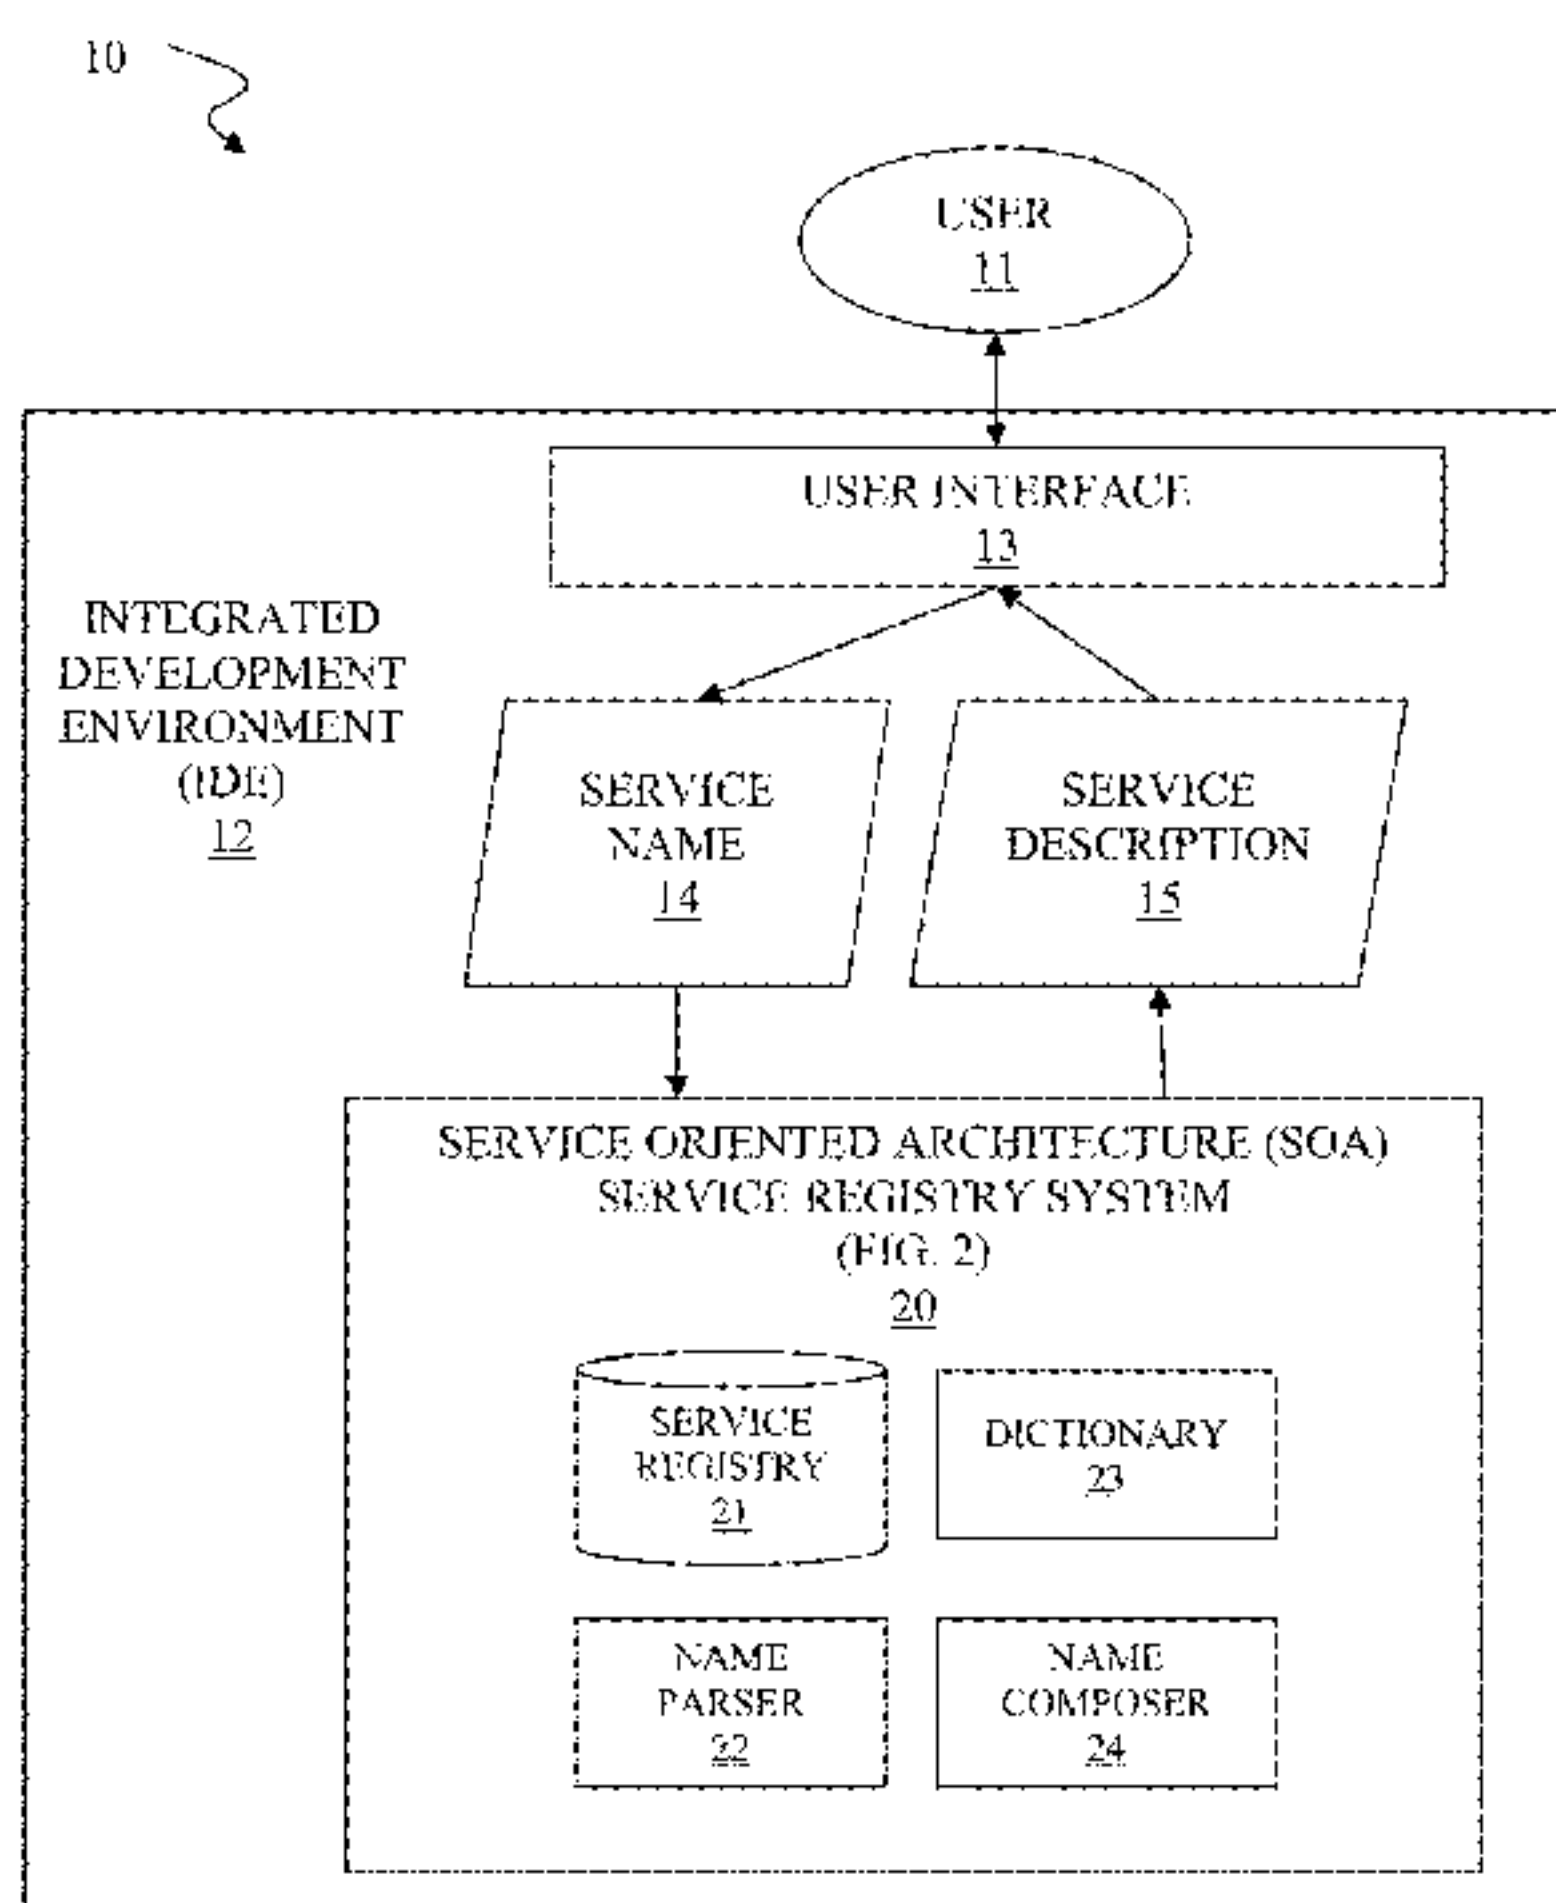 10
USER
11
USER INTERFACE
13
INTEGRATED
DEVELOPMENT
ENVIRONMENT
(IDE)
12
SERVICE
NAME
14
SERVICE
DESCRIPTION
15
SERVICE ORIENTED ARCHITECTURE (SOA)
SERVICE REGISTRY SYSTEM
(FIG. 2)
20
SERVICE
REGISTRY
21
DICTIONARY
23
NAME
PARSER
22
NAME
COMPOSER
24